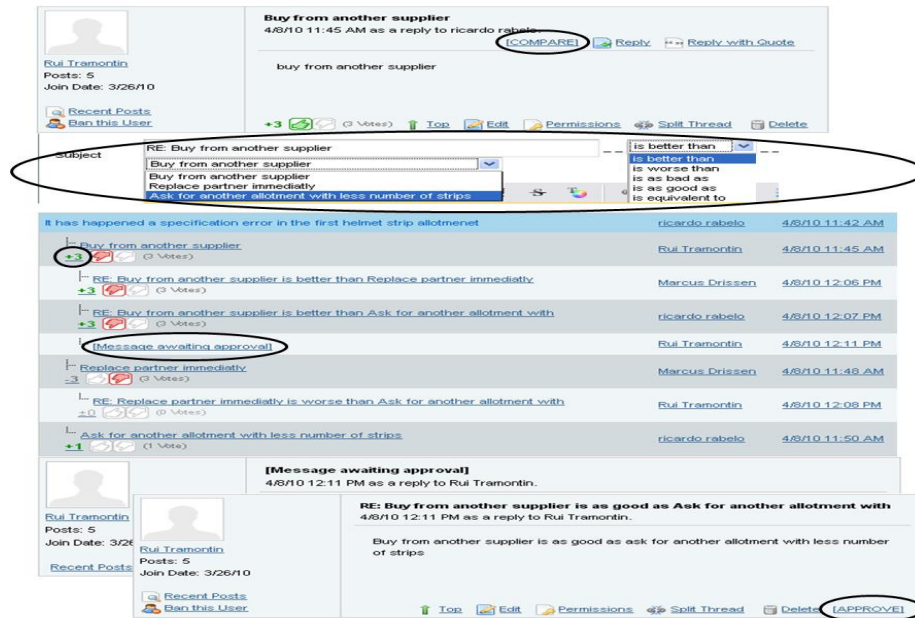 Buy from another supplier
4/8/10 11:45 AM as a reply to ricardo rabelo.
[COMPARE] Reply Reply with Quote
Rui Tramontin
Posts: 5
Join Date: 3/26/10
buy from another supplier
Recent Posts
Ban this User
+3 (3 Votes) Top Edit Permissions Split Thread Delete
Subject RE: Buy from another supplier -- is better than --
Buy from another supplier
Buy from another supplier
Replace partner immediatly
Ask for another allotment with less number of strips
is better than
is worse than
is as bad as
is as good as
is equivalent to
It has happened a specification error in the first helmet strip allotmenet ricardo rabelo 4/8/10 11:42 AM
Buy from another supplier Rui Tramontin 4/8/10 11:45 AM
+3 (3 Votes)
RE: Buy from another supplier is better than Replace partner immediatly Marcus Drissen 4/8/10 12:06 PM
+3 (3 Votes)
RE: Buy from another supplier is better than Ask for another allotment with ricardo rabelo 4/8/10 12:07 PM
+3 (3 Votes)
[Message awaiting approval] Rui Tramontin 4/8/10 12:11 PM
Replace partner immediatly Marcus Drissen 4/8/10 11:48 AM
-3 (3 Votes)
RE: Replace partner immediatly is worse than Ask for another allotment with Rui Tramontin 4/8/10 12:08 PM
±0 (0 Votes)
Ask for another allotment with less number of strips ricardo rabelo 4/8/10 11:50 AM
+1 (1 Vote)
[Message awaiting approval]
4/8/10 12:11 PM as a reply to Rui Tramontin.
Rui Tramontin
Posts: 5
Join Date: 3/26
Recent Posts
RE: Buy from another supplier is as good as Ask for another allotment with
4/8/10 12:11 PM as a reply to Rui Tramontin.
Rui Tramontin
Posts: 5
Join Date: 3/26/10
Buy from another supplier is as good as ask for another allotment with less number
of strips
Recent Posts
Ban this User
Top Edit Permissions Split Thread Delete [APPROVE]